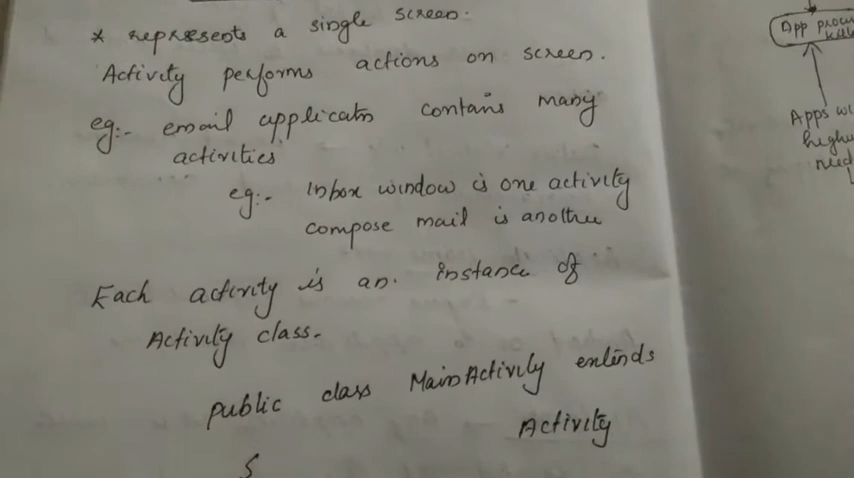 * represents a single screen.
Activity performs actions on screen.
eg:- email applicatn contains many
activities
eg:- Inbox window is one activity
compose mail is another
Each activity is an. instance of
Activity class.
public class MainActivity extends
Activity
{
App
Apps
need